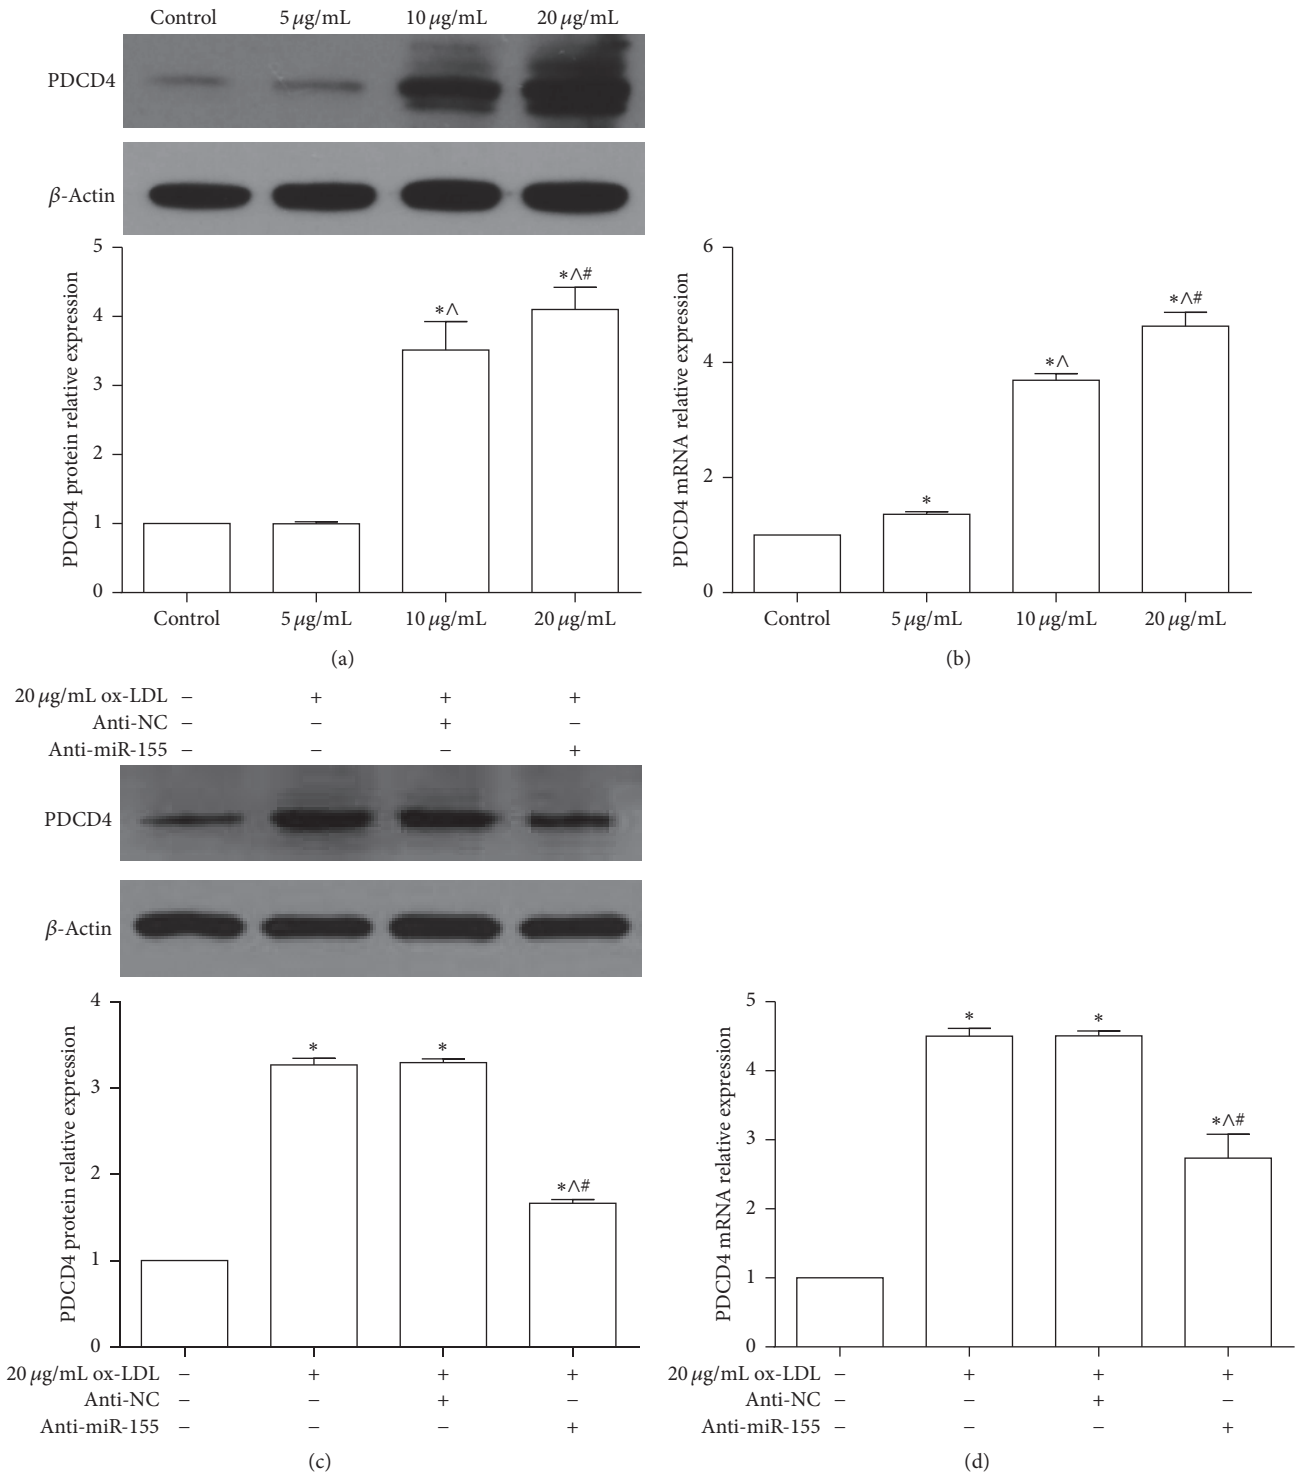 Control 5 μg/mL 10 μg/mL 20 μg/mL
PDCD4
β-Actin
PDCD4 protein relative expression
5
4
3
2
1
0
*^
*^#
Control 5 μg/mL 10 μg/mL 20 μg/mL
(a)
PDCD4 mRNA relative expression
6
4
2
0
*
*^
*^#
Control 5 μg/mL 10 μg/mL 20 μg/mL
(b)
20 μg/mL ox-LDL − + + +
Anti-NC − − + −
Anti-miR-155 − − − +
PDCD4
β-Actin
PDCD4 protein relative expression
4
3
2
1
0
*
*
*^#
20 μg/mL ox-LDL − + + +
Anti-NC − − + −
Anti-miR-155 − − − +
(c)
PDCD4 mRNA relative expression
5
4
3
2
1
0
*
*
*^#
20 μg/mL ox-LDL − + + +
Anti-NC − − + −
Anti-miR-155 − − − +
(d)